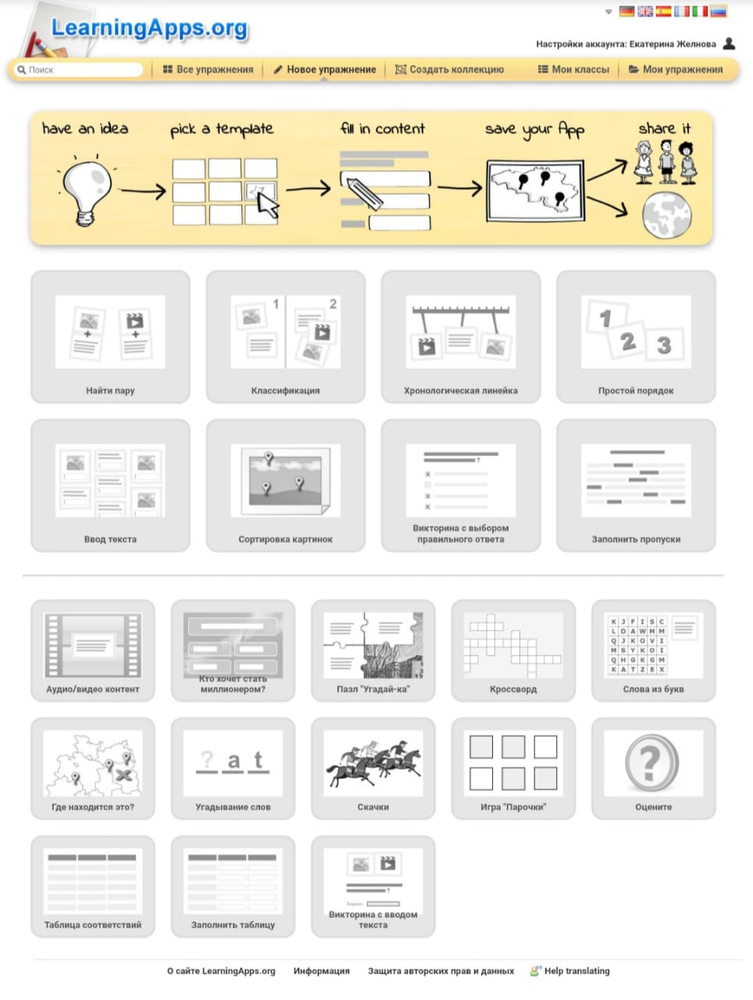 LearningApps.org
Настройки аккаунта: Екатерина Желнова
Поиск
Все упражнения
Новое упражнение
Создать коллекцию
Мои классы
Мои упражнения
have an idea
pick a template
fill in content
save your App
share it
Найти пару
1 2
Классификация
Хронологическая линейка
1 2 3
Простой порядок
Ввод текста
Сортировка картинок
?
Викторина с выбором
правильного ответа
Заполнить пропуски
Аудио/видео контент
Кто хочет стать
миллионером?
Пазл "Угадай-ка"
Кроссворд
K J F I S C
L D A W M M
Q J K O V I
M S Y K O I
Q H G K G M
K A T Z E X
Слова из букв
Где находится это?
? a t
Угадывание слов
Скачки
Игра "Парочки"
?
Оцените
Таблица соответствий
Заполнить таблицу
?
Input:
Викторина с вводом
текста
О сайте LearningApps.org
Информация
Защита авторских прав и данных
Help translating